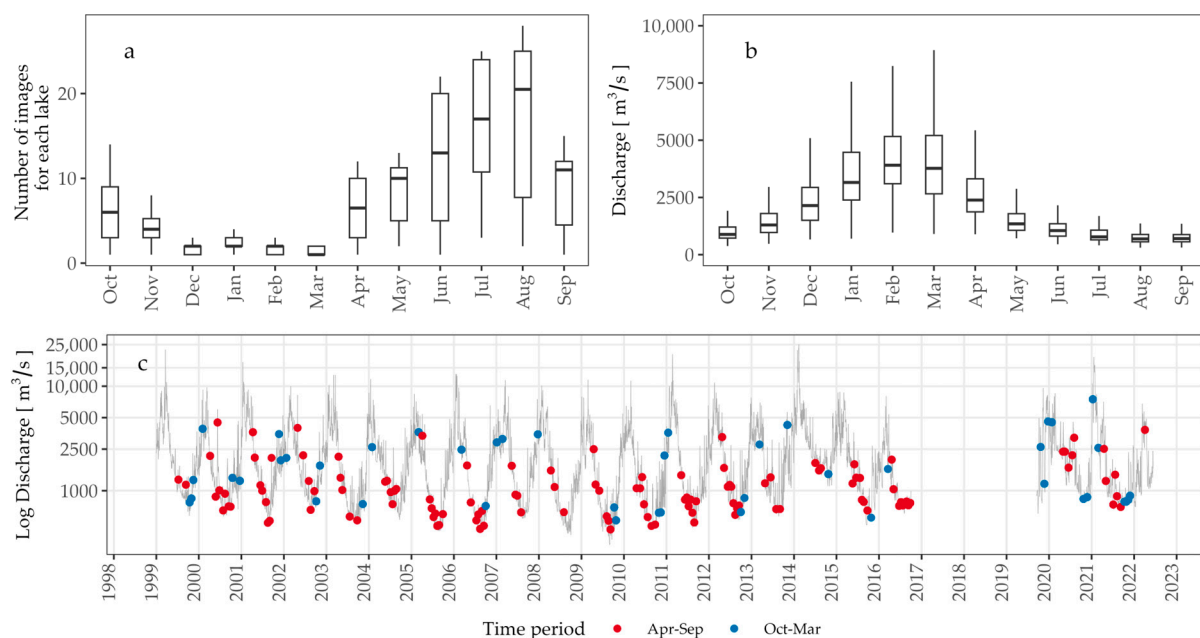 a
Number of images
for each lake
20
10
0
Oct Nov Dec Jan Feb Mar Apr May Jun Jul Aug Sep
b
Discharge [ m³/s ]
10,000
7500
5000
2500
0
Oct Nov Dec Jan Feb Mar Apr May Jun Jul Aug Sep
c
Log Discharge [ m³/s ]
25,000
15,000
10,000
5000
2500
1000
1998 1999 2000 2001 2002 2003 2004 2005 2006 2007 2008 2009 2010 2011 2012 2013 2014 2015 2016 2017 2018 2019 2020 2021 2022 2023
Time period Apr-Sep Oct-Mar